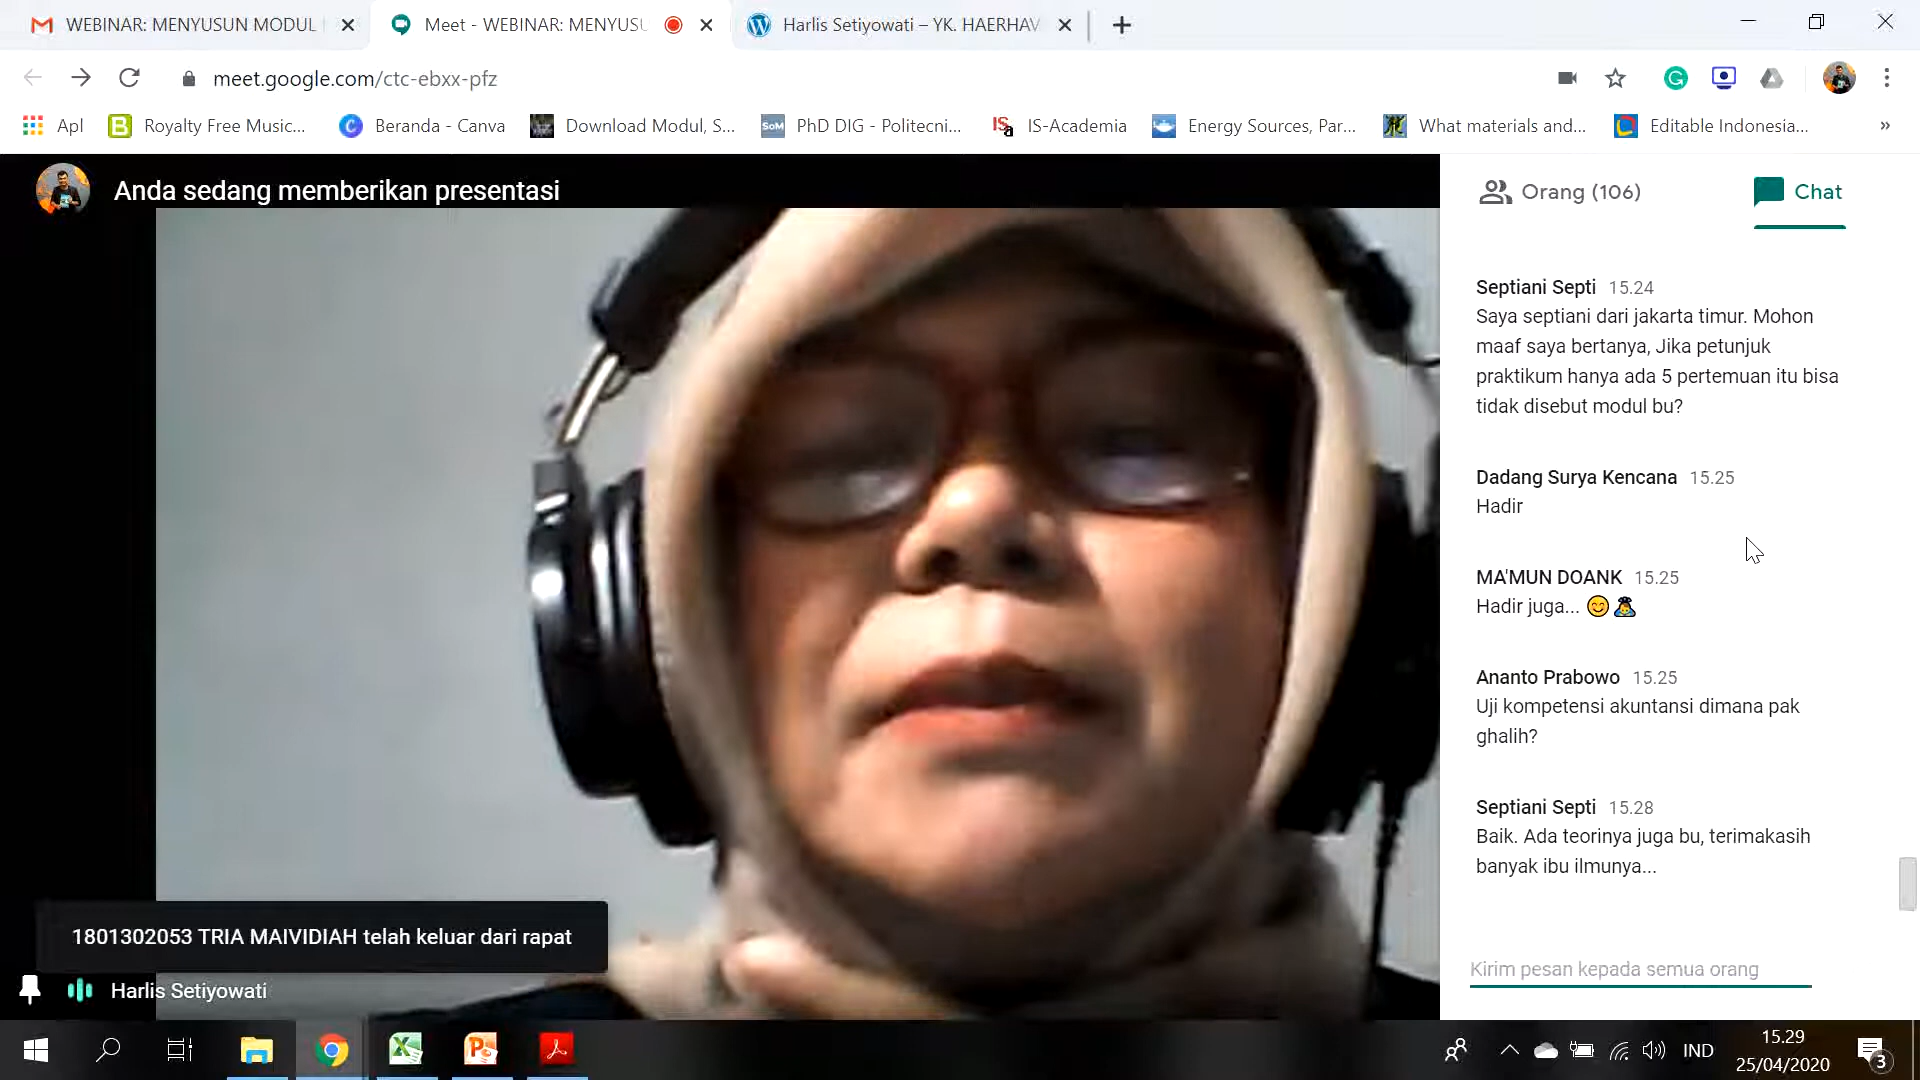 WEBINAR: MENYUSUN MODUL
Meet - WEBINAR: MENYUSU
Harlis Setiyowati – YK. HAERHAV
meet.google.com/ctc-ebxx-pfz
Apl
Royalty Free Music...
Beranda - Canva
Download Modul, S...
SoM
PhD DIG - Politecni...
IS-Academia
Energy Sources, Par...
What materials and...
Editable Indonesia...
»
Anda sedang memberikan presentasi
Orang (106)
Chat
Septiani Septi 15.24
Saya septiani dari jakarta timur. Mohon
maaf saya bertanya, Jika petunjuk
praktikum hanya ada 5 pertemuan itu bisa
tidak disebut modul bu?
Dadang Surya Kencana 15.25
Hadir
MA'MUN DOANK 15.25
Hadir juga... 😊🙇
Ananto Prabowo 15.25
Uji kompetensi akuntansi dimana pak
ghalih?
Septiani Septi 15.28
Baik. Ada teorinya juga bu, terimakasih
banyak ibu ilmunya...
1801302053 TRIA MAIVIDIAH telah keluar dari rapat
Harlis Setiyowati
Kirim pesan kepada semua orang
IND
15.29
25/04/2020
3